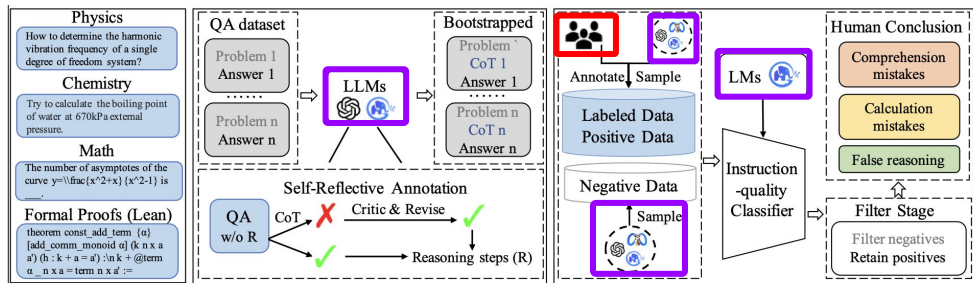 Physics
How to determine the harmonic
vibration frequency of a single
degree of freedom system?
Chemistry
Try to calculate the boiling point
of water at 670kPa external
pressure.
Math
The number of asymptotes of the
curve y=\\frac{x^2+x}{x^2-1} is
___.
Formal Proofs (Lean)
theorem const_add_term {α}
[add_comm_monoid α] (k n x a
a') (h : k + a = a') :\n k + @term
α _ n x a = term n x a' :=
QA dataset
Problem 1
Answer 1
......
Problem n
Answer n
LLMs
Bootstrapped
Problem `
CoT 1
Answer 1
......
Problem n
CoT n
Answer n
Self-Reflective Annotation
QA
w/o R
CoT
Critic & Revise
Reasoning steps (R)
Annotate
Sample
Labeled Data
Positive Data
Negative Data
Sample
LMs
Instruction
-quality
Classifier
Human Conclusion
Comprehension
mistakes
Calculation
mistakes
False reasoning
Filter Stage
Filter negatives
Retain positives